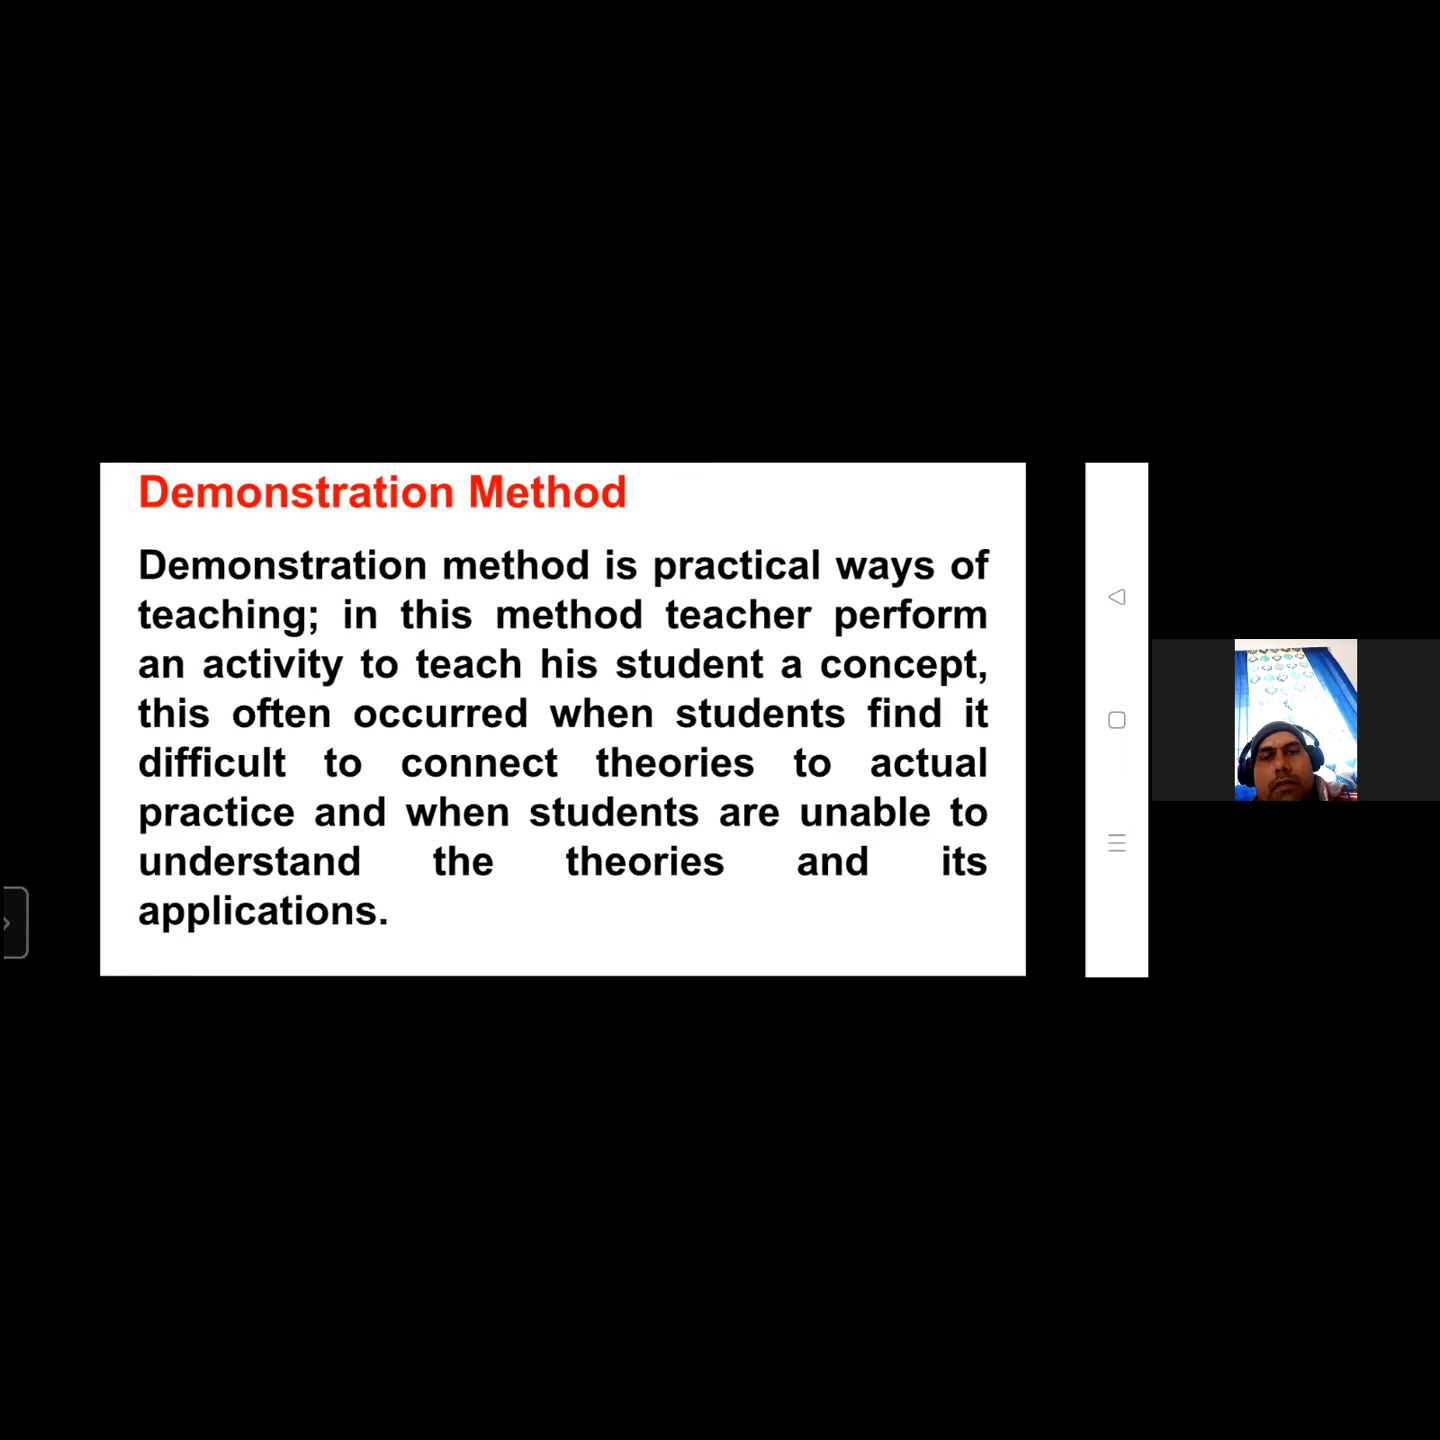 Demonstration Method
Demonstration method is practical ways of
teaching; in this method teacher perform
an activity to teach his student a concept,
this often occurred when students find it
difficult to connect theories to actual
practice and when students are unable to
understand the theories and its
applications.